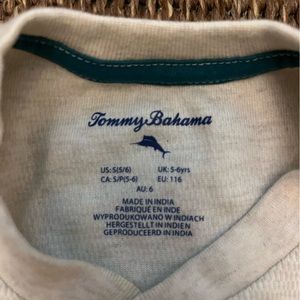 Tommy Bahama
US: S(5/6) UK: 5-6yrs
CA: S/P(5-6) EU: 116
AU: 6
MADE IN INDIA
FABRIQUÉ EN INDE
WYPRODUKOWANO W INDIACH
HERGESTELLT IN INDIEN
GEPRODUCEERD IN INDIA